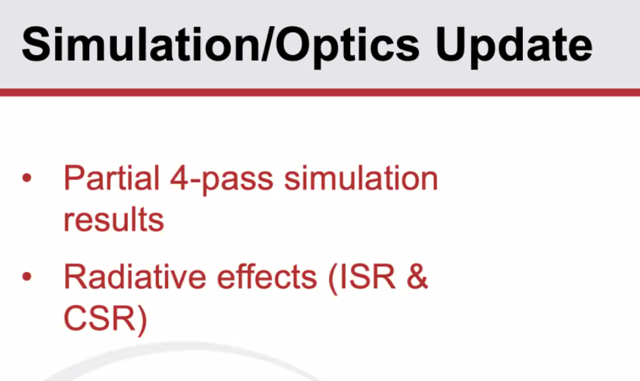 Simulation/Optics Update
• Partial 4-pass simulation
results
• Radiative effects (ISR &
CSR)